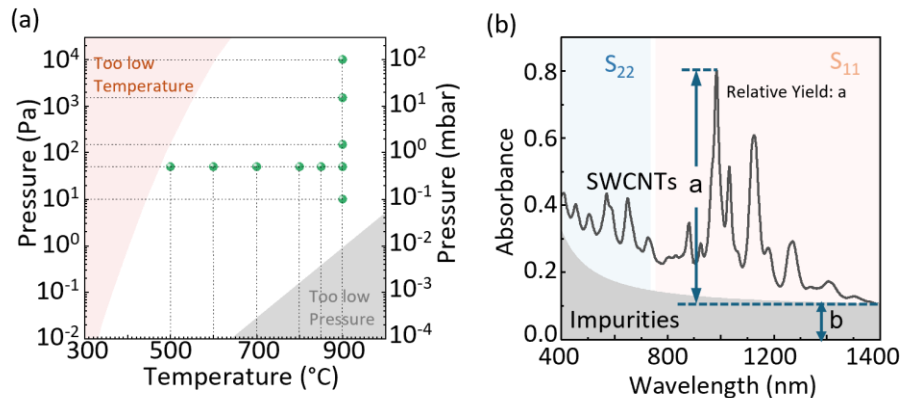 (a)
Pressure (Pa)
10⁴
10³
10²
10¹
10⁰
10⁻¹
10⁻²
Too low
Temperature
Too low
Pressure
10²
10¹
10⁰
10⁻¹
10⁻²
10⁻³
10⁻⁴
Pressure (mbar)
300 500 700 900
Temperature (°C)
(b)
Absorbance
0.8
0.6
0.4
0.2
0.0
S₂₂
S₁₁
Relative Yield: a
SWCNTs a
Impurities
b
400 800 1200 1400
Wavelength (nm)